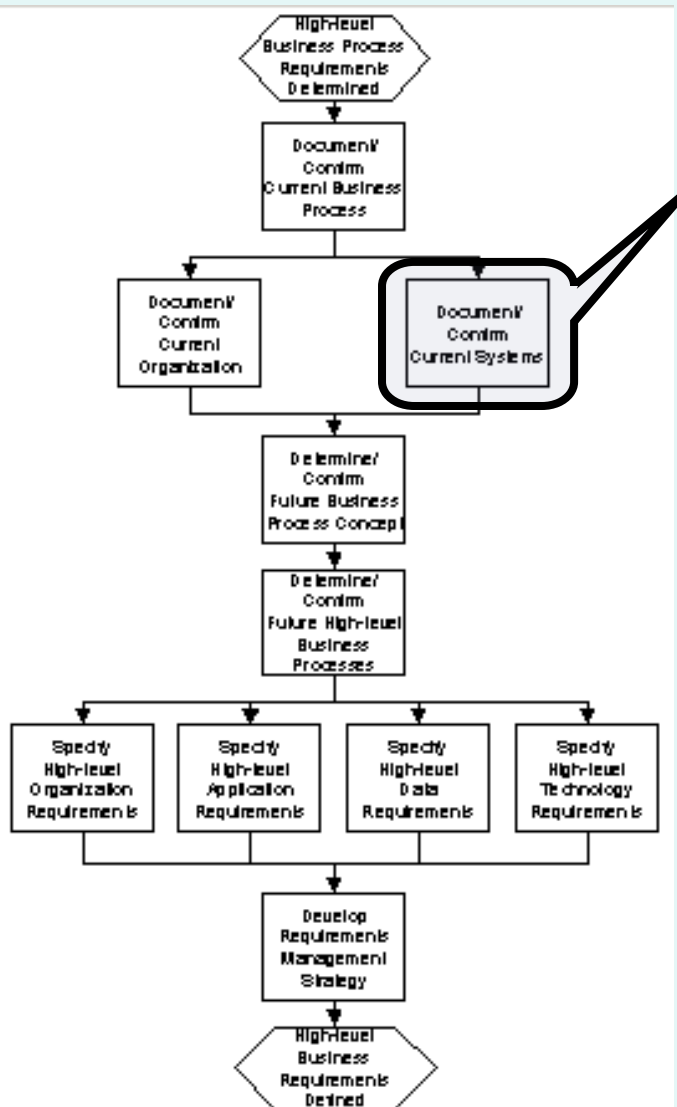 High-level
Business Process
Requirements
Determined
Document/
Confirm
Current Business
Process
Document/
Confirm
Current
Organization
Document/
Confirm
Current Systems
Determine/
Confirm
Future Business
Process Concept
Determine/
Confirm
Future High-level
Business
Processes
Specify
High-level
Organization
Requirements
Specify
High-level
Application
Requirements
Specify
High-level
Data
Requirements
Specify
High-level
Technology
Requirements
Develop
Requirements
Management
Strategy
High-level
Business
Requirements
Defined